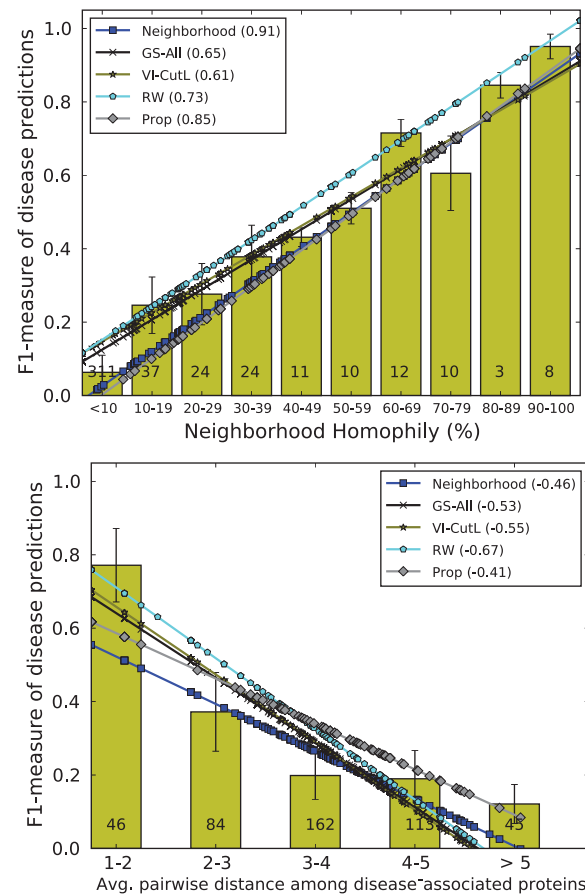 Neighborhood (0.91)
GS-All (0.65)
VI-CutL (0.61)
RW (0.73)
Prop (0.85)
F1-measure of disease predictions
1.0
0.8
0.6
0.4
0.2
0.0
311 37 24 24 11 10 12 10 3 8
<10 10-19 20-29 30-39 40-49 50-59 60-69 70-79 80-89 90-100
Neighborhood Homophily (%)
Neighborhood (-0.46)
GS-All (-0.53)
VI-CutL (-0.55)
RW (-0.67)
Prop (-0.41)
F1-measure of disease predictions
1.0
0.8
0.6
0.4
0.2
0.0
46 84 162 113 45
1-2 2-3 3-4 4-5 > 5
Avg. pairwise distance among disease-associated proteins